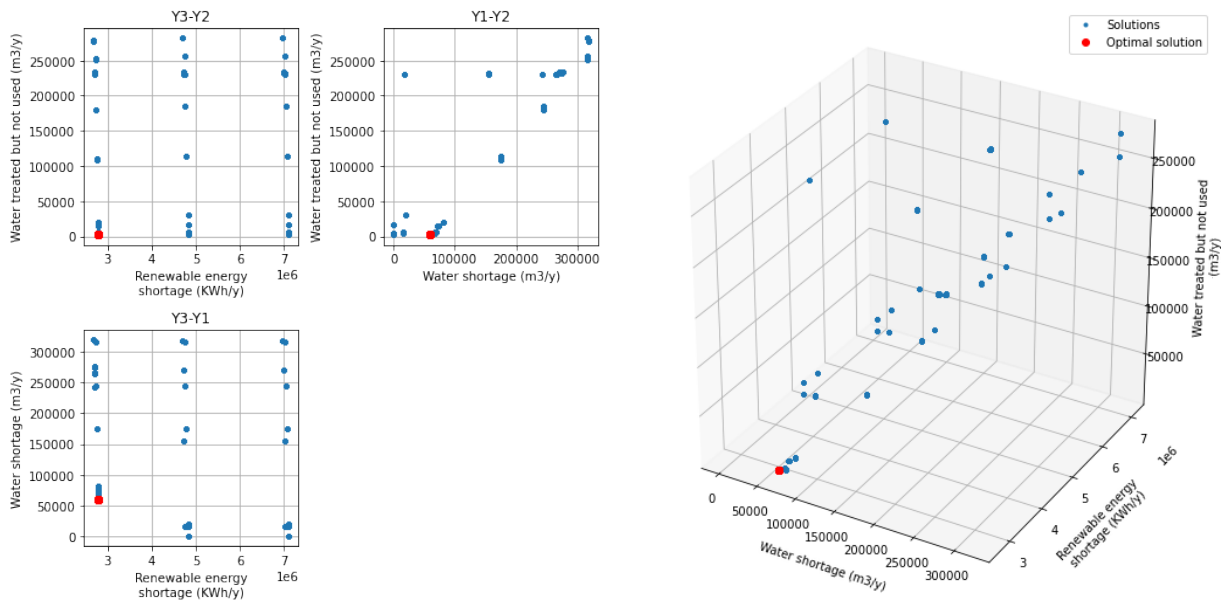 Y3-Y2
Water treated but not used (m3/y)
250000
200000
150000
100000
50000
0
3
4
5
6
7
1e6
Renewable energy
shortage (KWh/y)
Y1-Y2
Water treated but not used (m3/y)
250000
200000
150000
100000
50000
0
0
100000
200000
300000
Water shortage (m3/y)
Y3-Y1
Water shortage (m3/y)
300000
250000
200000
150000
100000
50000
0
3
4
5
6
7
1e6
Renewable energy
shortage (KWh/y)
Solutions
Optimal solution
250000
200000
150000
100000
50000
Water treated but not used
(m3/y)
7
6
5
4
3
1e6
Renewable energy
shortage (KWh/y)
0
50000
100000
150000
200000
250000
300000
Water shortage (m3/y)